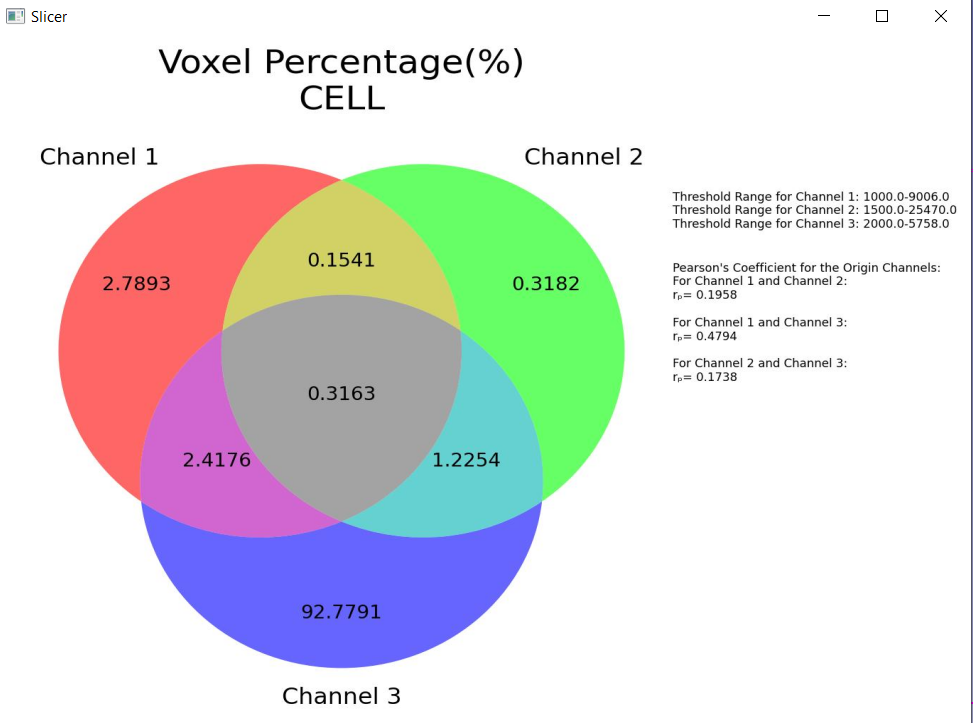 Slicer
Voxel Percentage(%)
CELL
Channel 1
Channel 2
2.7893
0.1541
0.3182
0.3163
2.4176
1.2254
92.7791
Channel 3
Threshold Range for Channel 1: 1000.0-9006.0
Threshold Range for Channel 2: 1500.0-25470.0
Threshold Range for Channel 3: 2000.0-5758.0
Pearson's Coefficient for the Origin Channels:
For Channel 1 and Channel 2:
rₚ= 0.1958
For Channel 1 and Channel 3:
rₚ= 0.4794
For Channel 2 and Channel 3:
rₚ= 0.1738